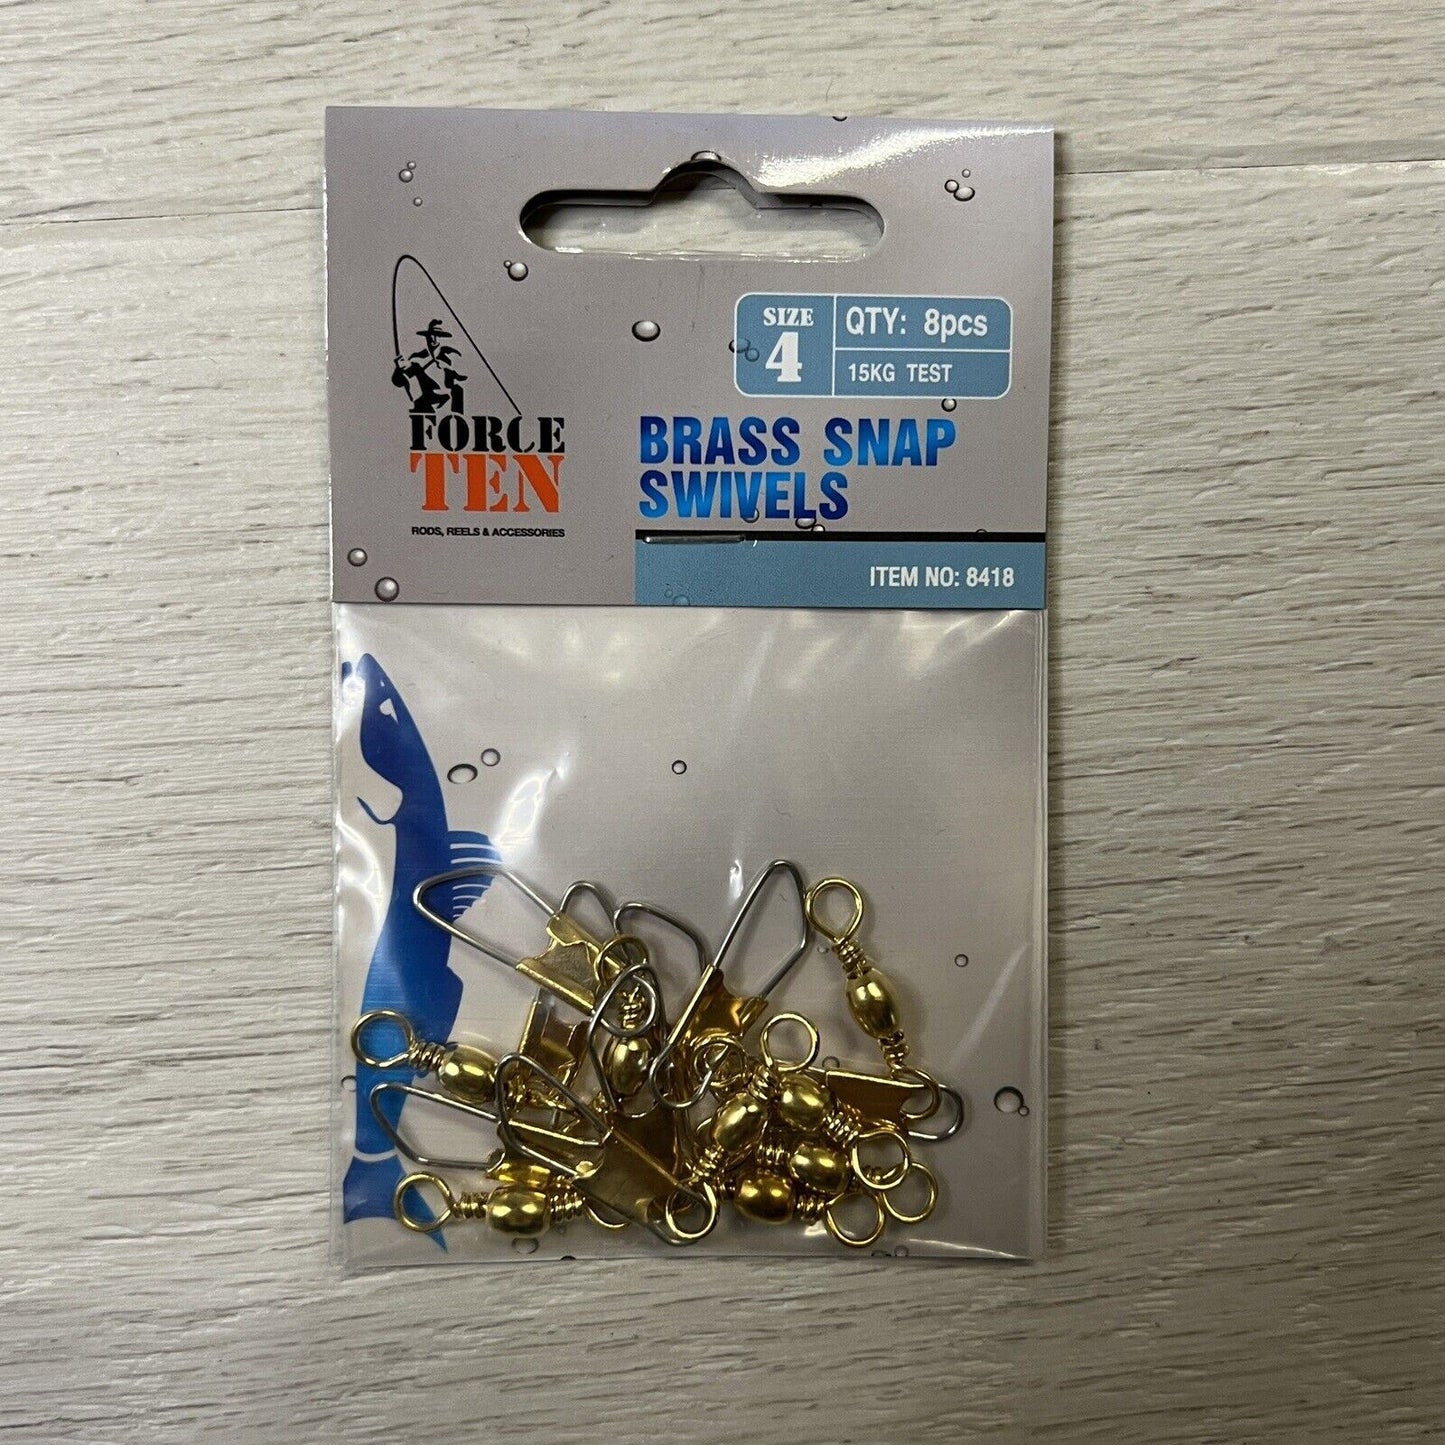 SIZE
4
QTY: 8pcs
15KG TEST
FORCE
TEN
RODS, REELS & ACCESSORIES
BRASS SNAP
SWIVELS
ITEM NO: 8418